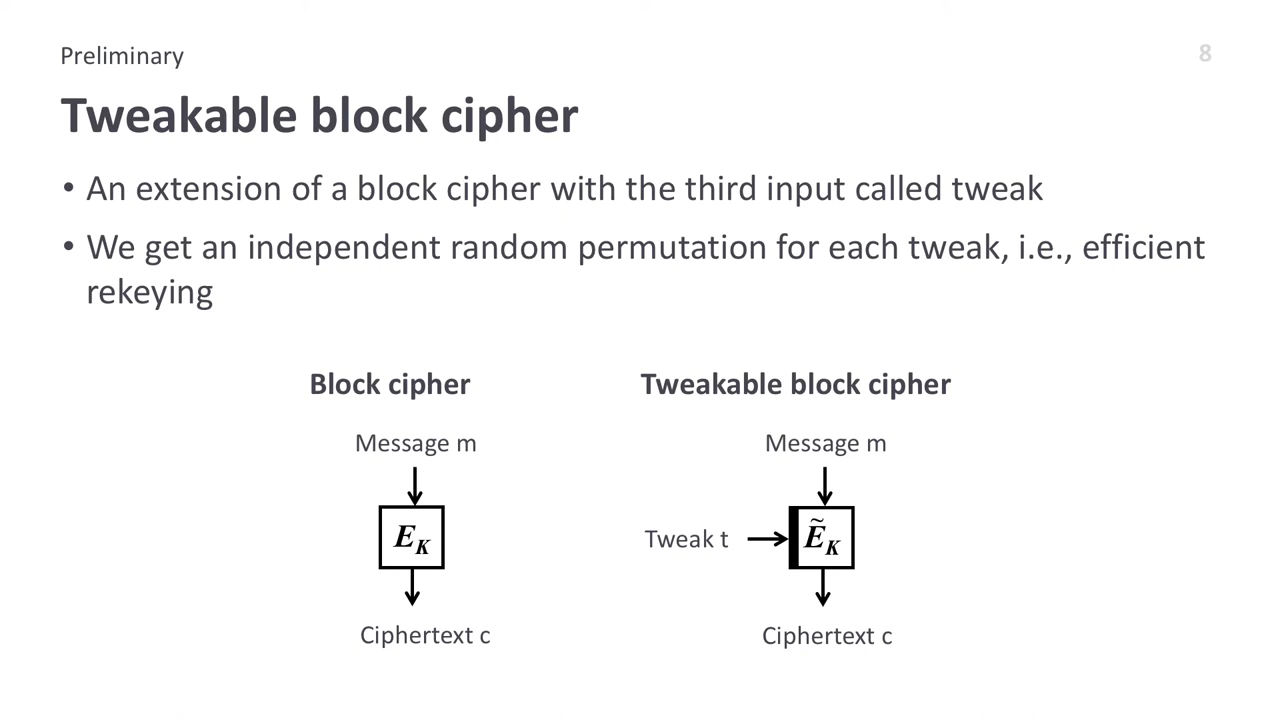 Preliminary
8
Tweakable block cipher
• An extension of a block cipher with the third input called tweak
• We get an independent random permutation for each tweak, i.e., efficient
rekeying
Block cipher
Tweakable block cipher
Message m
Message m
E_K
Tweak t
Ẽ_K
Ciphertext c
Ciphertext c